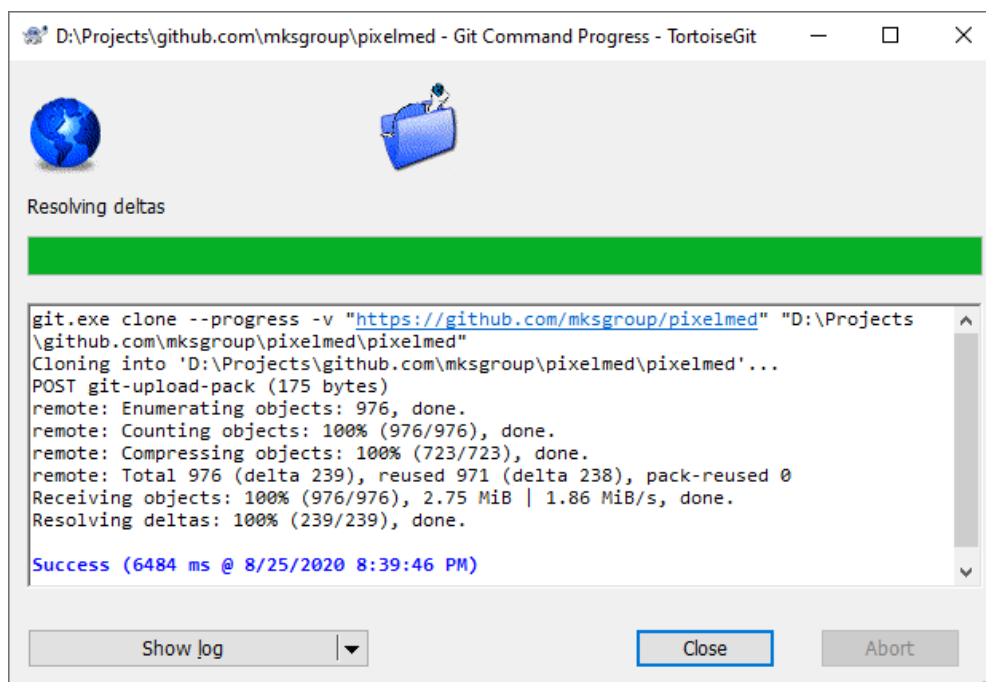 D:\Projects\github.com\mksgroup\pixelmed - Git Command Progress - TortoiseGit
Resolving deltas
git.exe clone --progress -v "https://github.com/mksgroup/pixelmed" "D:\Projects
\github.com\mksgroup\pixelmed\pixelmed"
Cloning into 'D:\Projects\github.com\mksgroup\pixelmed\pixelmed'...
POST git-upload-pack (175 bytes)
remote: Enumerating objects: 976, done.
remote: Counting objects: 100% (976/976), done.
remote: Compressing objects: 100% (723/723), done.
remote: Total 976 (delta 239), reused 971 (delta 238), pack-reused 0
Receiving objects: 100% (976/976), 2.75 MiB | 1.86 MiB/s, done.
Resolving deltas: 100% (239/239), done.
Success (6484 ms @ 8/25/2020 8:39:46 PM)
Show log
Close
Abort